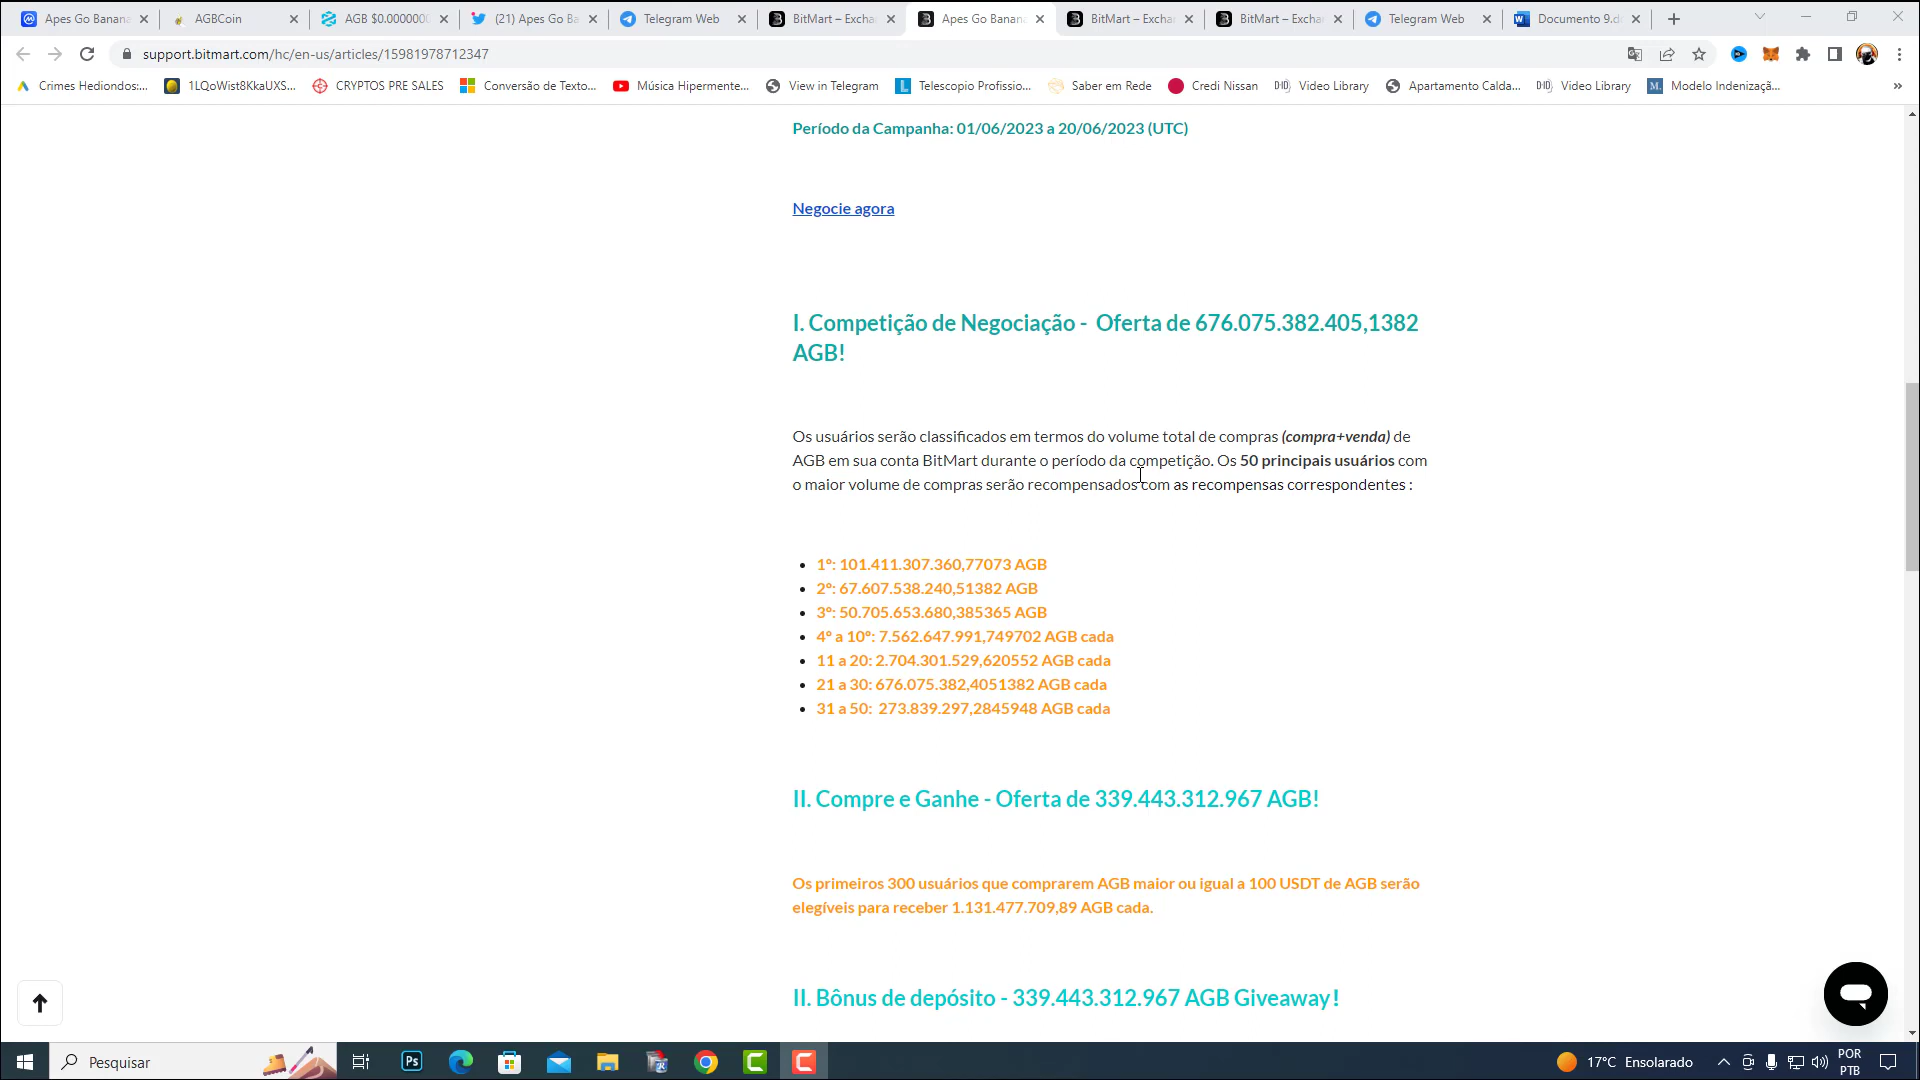 Apes Go Banana
AGBCoin
AGB $0.0000000
(21) Apes Go Ba
Telegram Web
BitMart – Excha
Apes Go Banana
BitMart – Excha
BitMart – Excha
Telegram Web
Documento 9.d
support.bitmart.com/hc/en-us/articles/15981978712347
Crimes Hediondos:...
1LQoWist8KkaUXS...
CRYPTOS PRE SALES
Conversão de Texto...
Música Hipermente...
View in Telegram
Telescopio Profissio...
Saber em Rede
Credi Nissan
Video Library
Apartamento Calda...
Video Library
Modelo Indenizaçã...
Período da Campanha: 01/06/2023 a 20/06/2023 (UTC)
Negocie agora
I. Competição de Negociação - Oferta de 676.075.382.405,1382
AGB!
Os usuários serão classificados em termos do volume total de compras (compra+venda) de
AGB em sua conta BitMart durante o período da competição. Os 50 principais usuários com
o maior volume de compras serão recompensados com as recompensas correspondentes :
• 1º: 101.411.307.360,77073 AGB
• 2º: 67.607.538.240,51382 AGB
• 3º: 50.705.653.680,385365 AGB
• 4º a 10º: 7.562.647.991,749702 AGB cada
• 11 a 20: 2.704.301.529,620552 AGB cada
• 21 a 30: 676.075.382,4051382 AGB cada
• 31 a 50: 273.839.297,2845948 AGB cada
II. Compre e Ganhe - Oferta de 339.443.312.967 AGB!
Os primeiros 300 usuários que comprarem AGB maior ou igual a 100 USDT de AGB serão
elegíveis para receber 1.131.477.709,89 AGB cada.
II. Bônus de depósito - 339.443.312.967 AGB Giveaway!
Pesquisar
Ps
17°C Ensolarado
POR
PTB